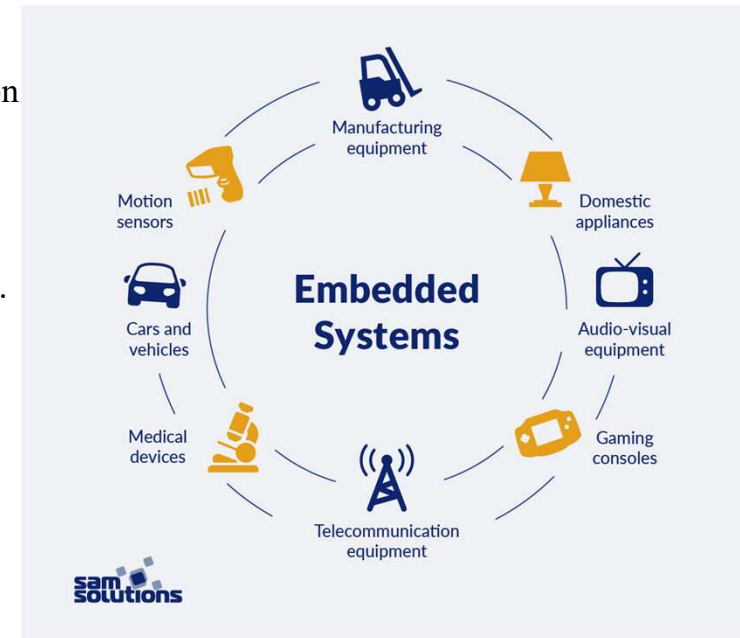 Manufacturing
equipment
Motion
sensors
Domestic
appliances
Embedded
Systems
Cars and
vehicles
Audio-visual
equipment
Medical
devices
Gaming
consoles
Telecommunication
equipment
sam
solutions